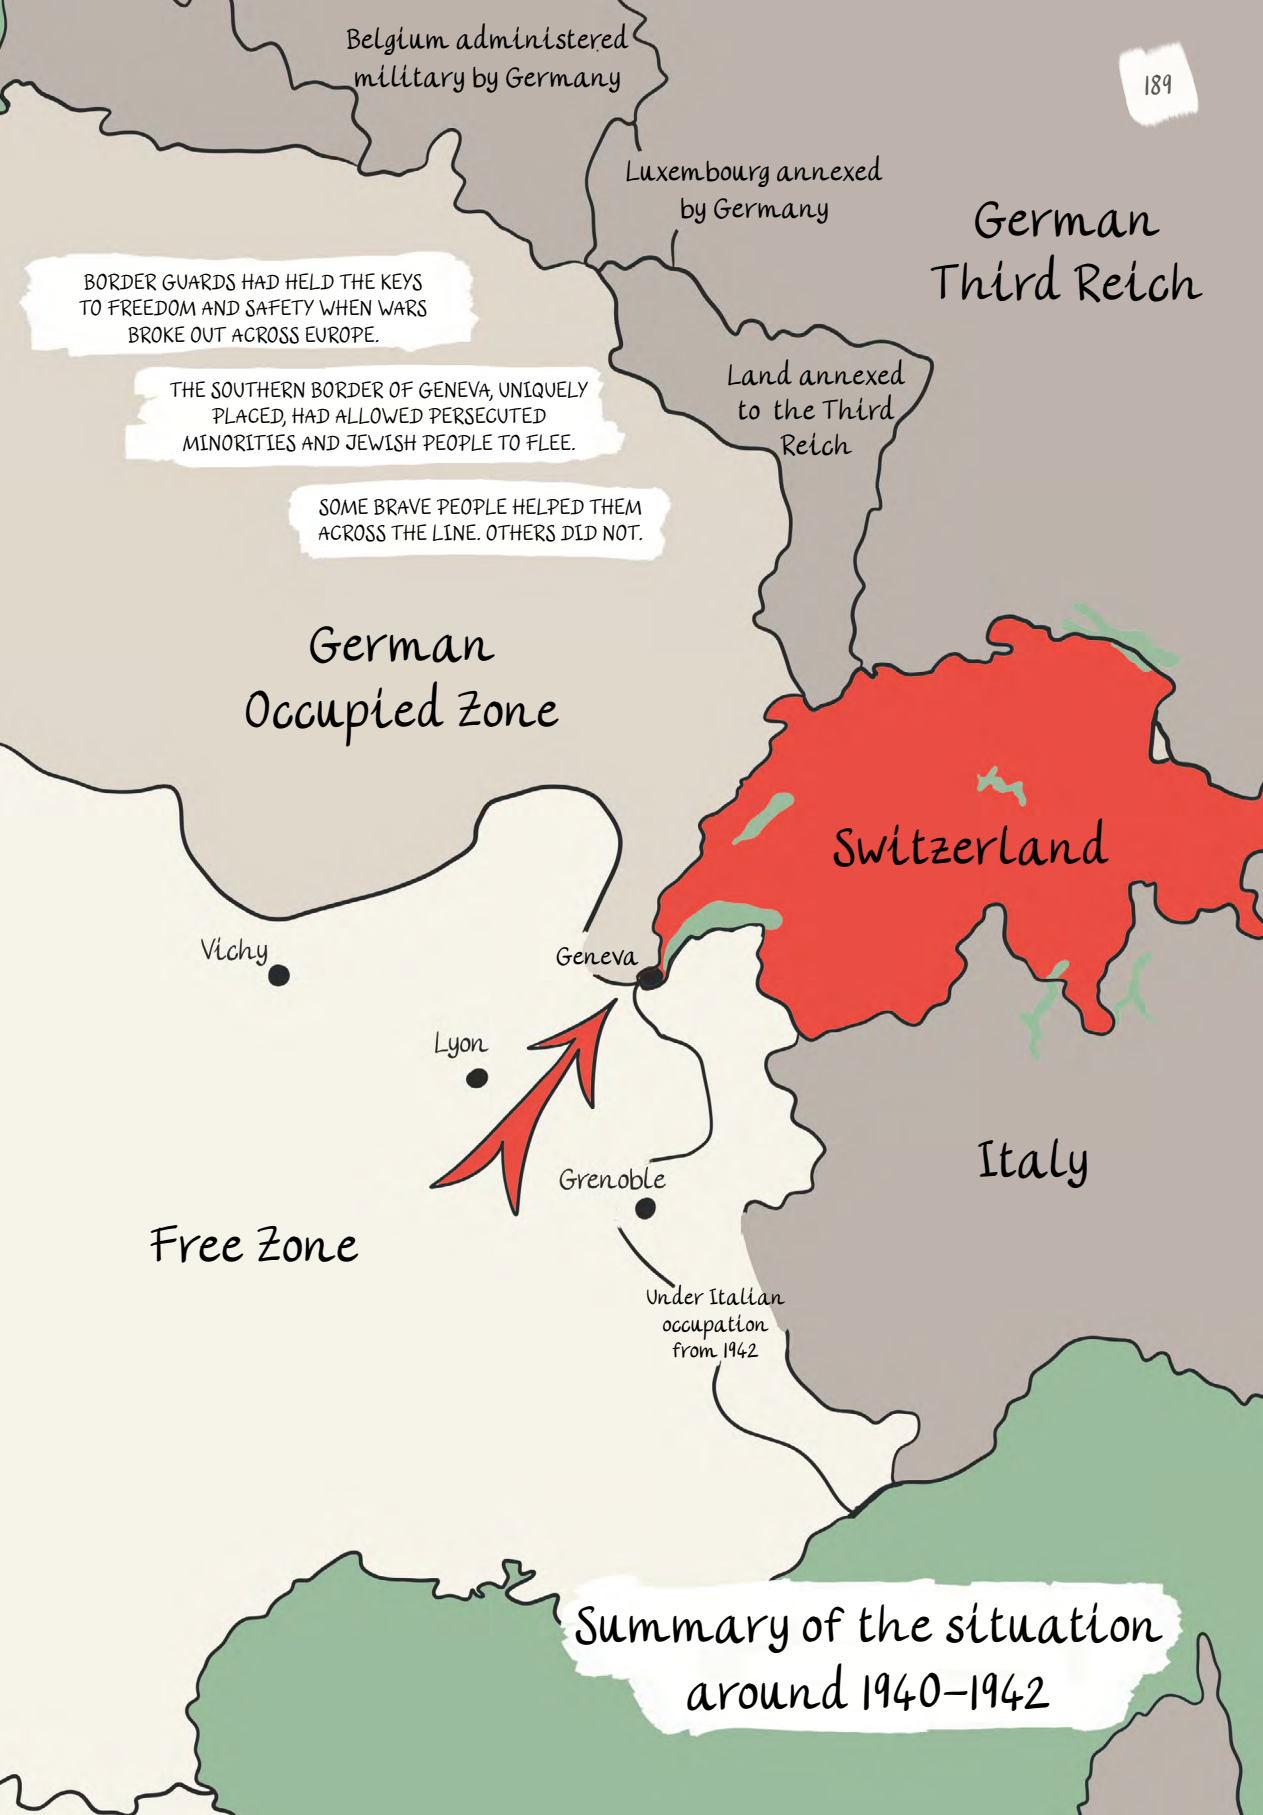 Belgium administered
military by Germany
189
Luxembourg annexed
by Germany
German
Third Reich
BORDER GUARDS HAD HELD THE KEYS
TO FREEDOM AND SAFETY WHEN WARS
BROKE OUT ACROSS EUROPE.
THE SOUTHERN BORDER OF GENEVA, UNIQUELY
PLACED, HAD ALLOWED PERSECUTED
MINORITIES AND JEWISH PEOPLE TO FLEE.
Land annexed
to the Third
Reich
SOME BRAVE PEOPLE HELPED THEM
ACROSS THE LINE. OTHERS DID NOT.
German
Occupied Zone
Switzerland
Vichy
Geneva
Lyon
Italy
Grenoble
Free Zone
Under Italian
occupation
from 1942
Summary of the situation
around 1940–1942